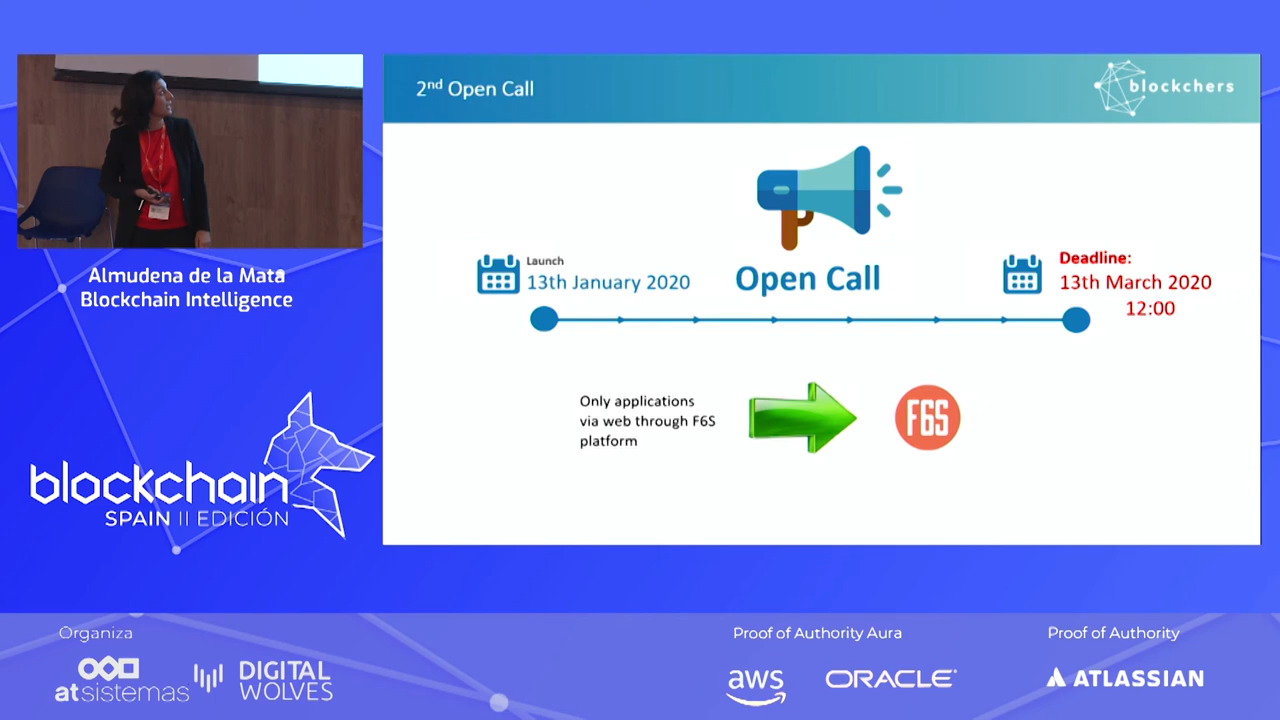 2nd Open Call
blockchers
Almudena de la Mata
Blockchain Intelligence
Launch
13th January 2020
Open Call
Deadline:
13th March 2020
12:00
Only applications
via web through F6S
platform
F6S
blockchain
SPAIN II EDICIÓN
Organiza
atsistemas
DIGITAL
WOLVES
Proof of Authority Aura
aws
ORACLE
Proof of Authority
ATLASSIAN